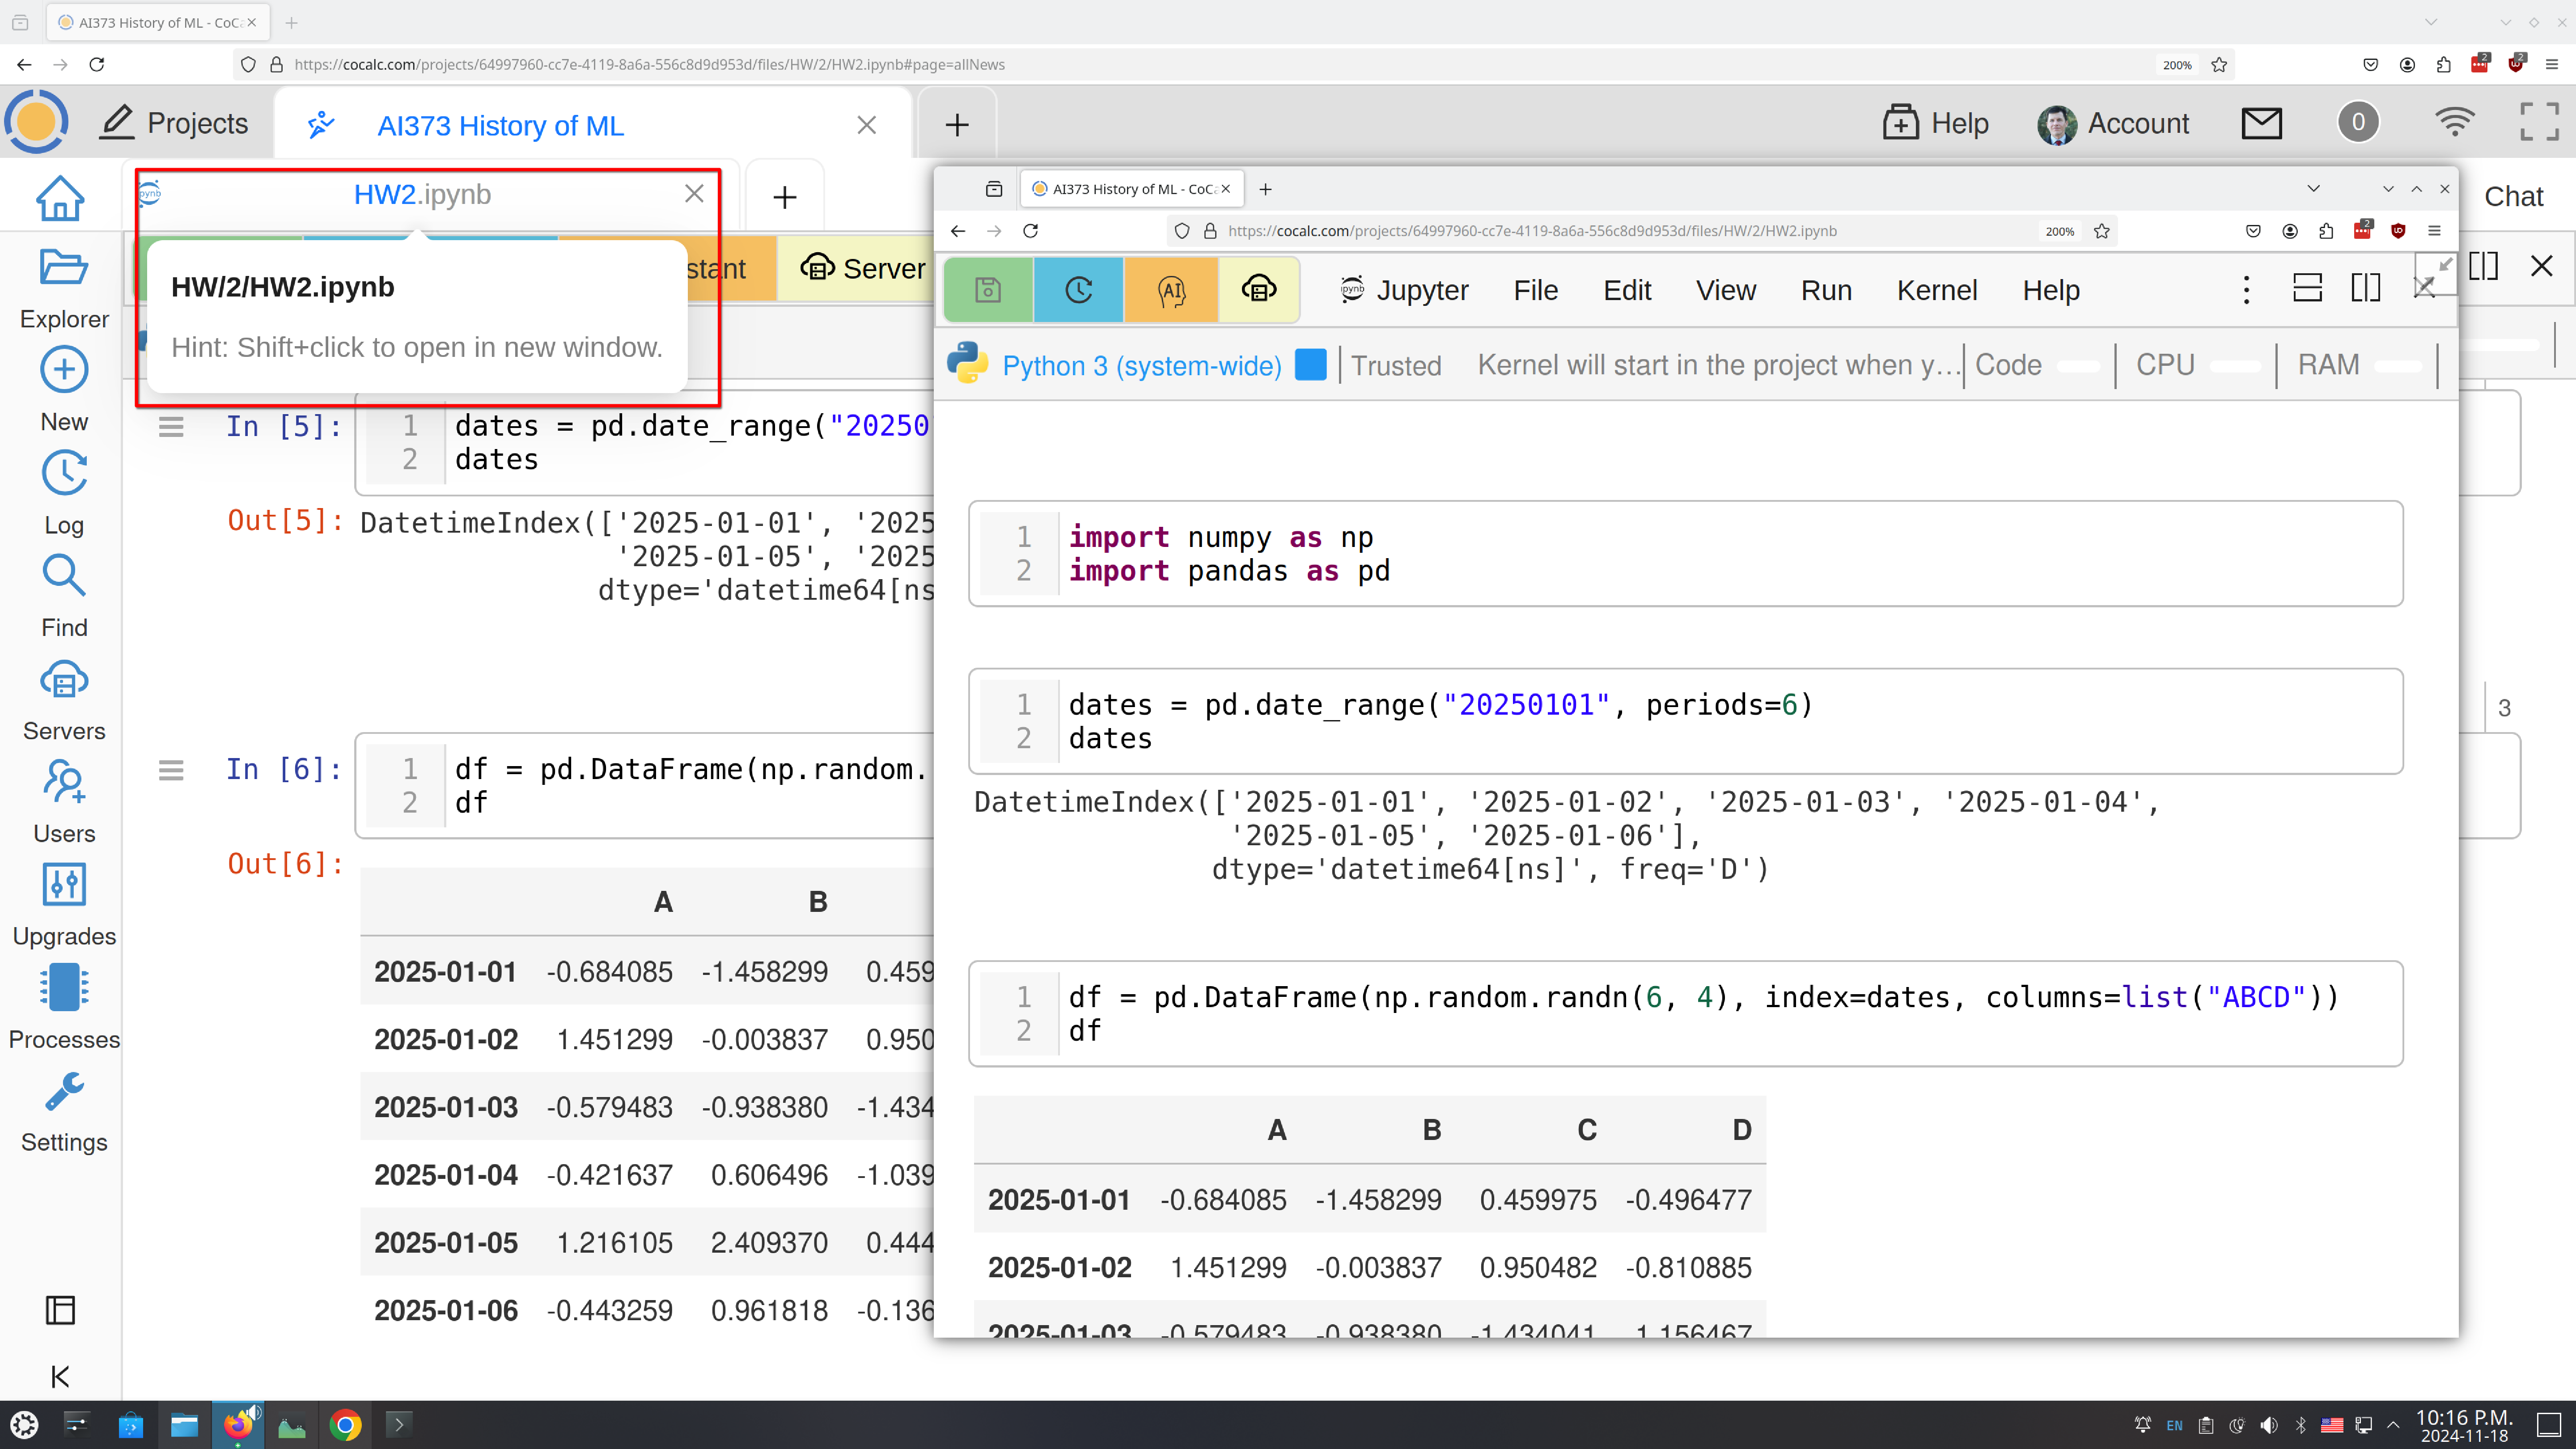 AI373 History of ML - CoCa
https://cocalc.com/projects/64997960-cc7e-4119-8a6a-556c8d9d953d/files/HW/2/HW2.ipynb#page=allNews
200%
2
2
Projects
AI373 History of ML
Help
Account
0
ipynb
HW2.ipynb
Chat
HW/2/HW2.ipynb
Hint: Shift+click to open in new window.
stant
Server
Explorer
New
Log
Find
Servers
Users
Upgrades
Processes
Settings
In [5]:
1 dates = pd.date_range("20250
2 dates
Out[5]: DatetimeIndex(['2025-01-01', '2025
'2025-01-05', '2025
dtype='datetime64[ns
In [6]:
1 df = pd.DataFrame(np.random.
2 df
Out[6]:
A B
2025-01-01 -0.684085 -1.458299 0.459
2025-01-02 1.451299 -0.003837 0.950
2025-01-03 -0.579483 -0.938380 -1.434
2025-01-04 -0.421637 0.606496 -1.039
2025-01-05 1.216105 2.409370 0.444
2025-01-06 -0.443259 0.961818 -0.136
3
AI373 History of ML - CoCa
https://cocalc.com/projects/64997960-cc7e-4119-8a6a-556c8d9d953d/files/HW/2/HW2.ipynb
200%
2
AI
ipynb
Jupyter File Edit View Run Kernel Help
Python 3 (system-wide) Trusted Kernel will start in the project when y... Code CPU RAM
1 import numpy as np
2 import pandas as pd
1 dates = pd.date_range("20250101", periods=6)
2 dates
DatetimeIndex(['2025-01-01', '2025-01-02', '2025-01-03', '2025-01-04',
'2025-01-05', '2025-01-06'],
dtype='datetime64[ns]', freq='D')
1 df = pd.DataFrame(np.random.randn(6, 4), index=dates, columns=list("ABCD"))
2 df
A B C D
2025-01-01 -0.684085 -1.458299 0.459975 -0.496477
2025-01-02 1.451299 -0.003837 0.950482 -0.810885
2025-01-03 -0.579483 -0.938380 -1.434041 1.156467
EN
10:16 P.M.
2024-11-18